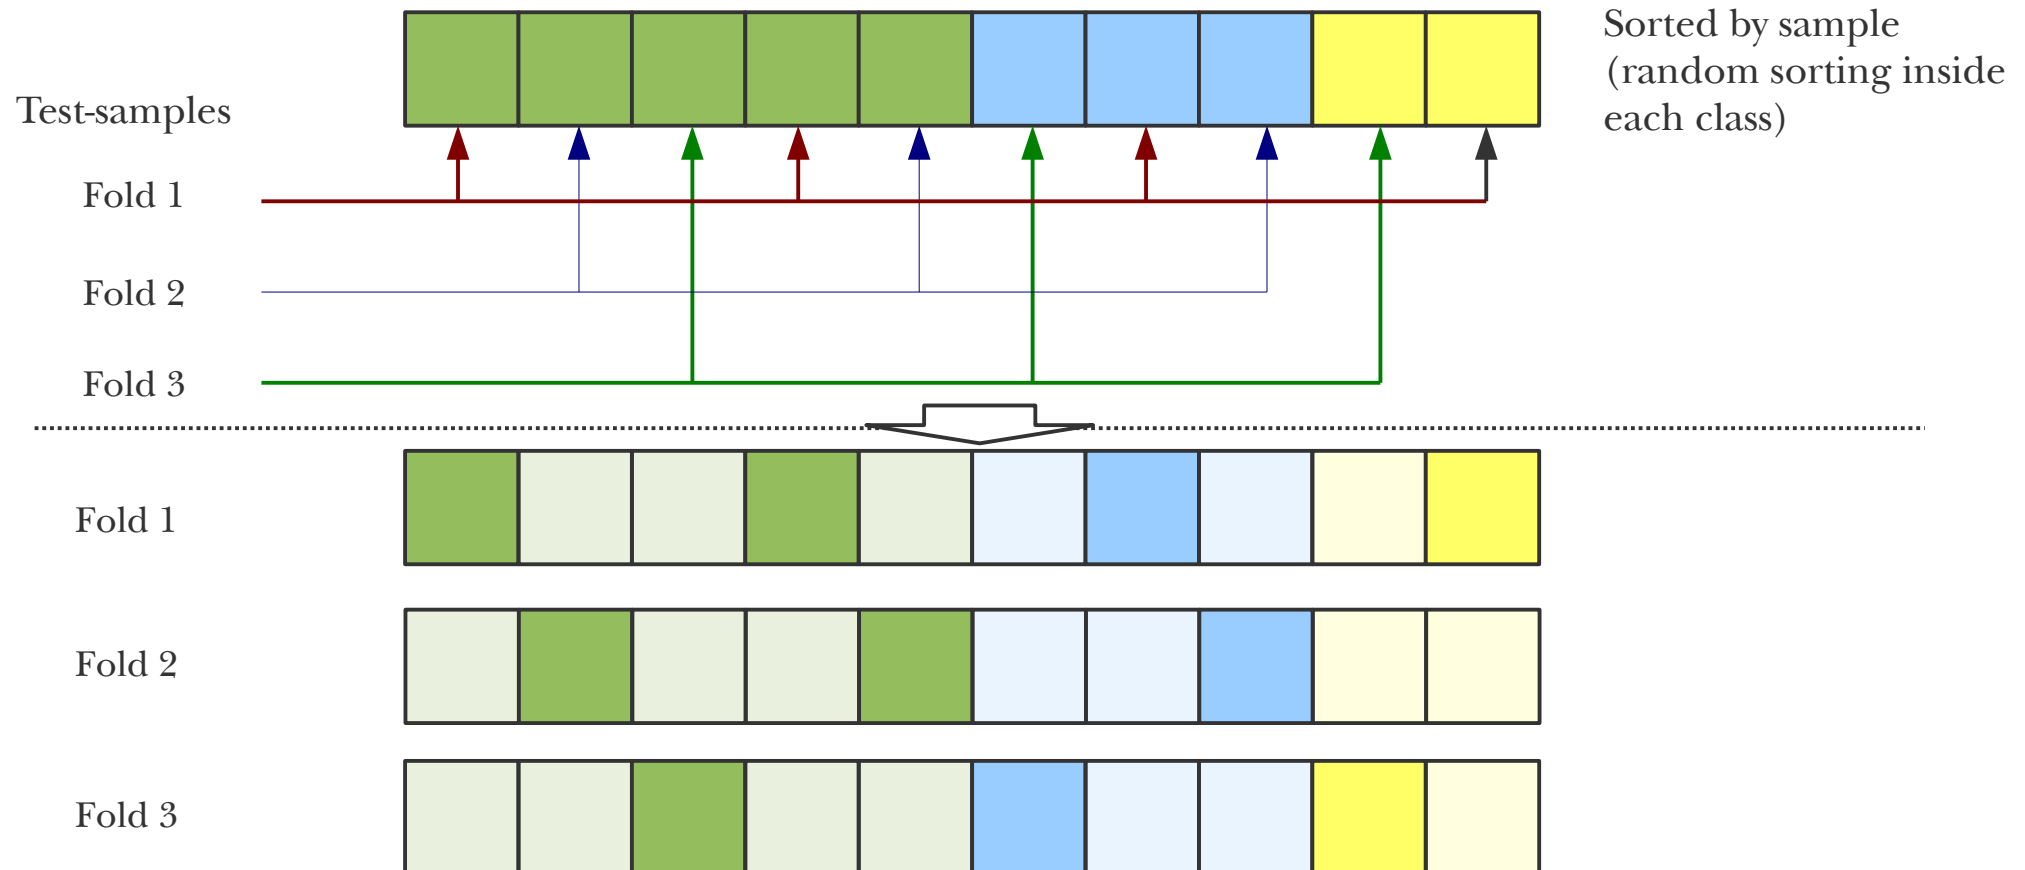 Sorted by sample
(random sorting inside
each class)
Test-samples
Fold 1
Fold 2
Fold 3
Fold 1
Fold 2
Fold 3